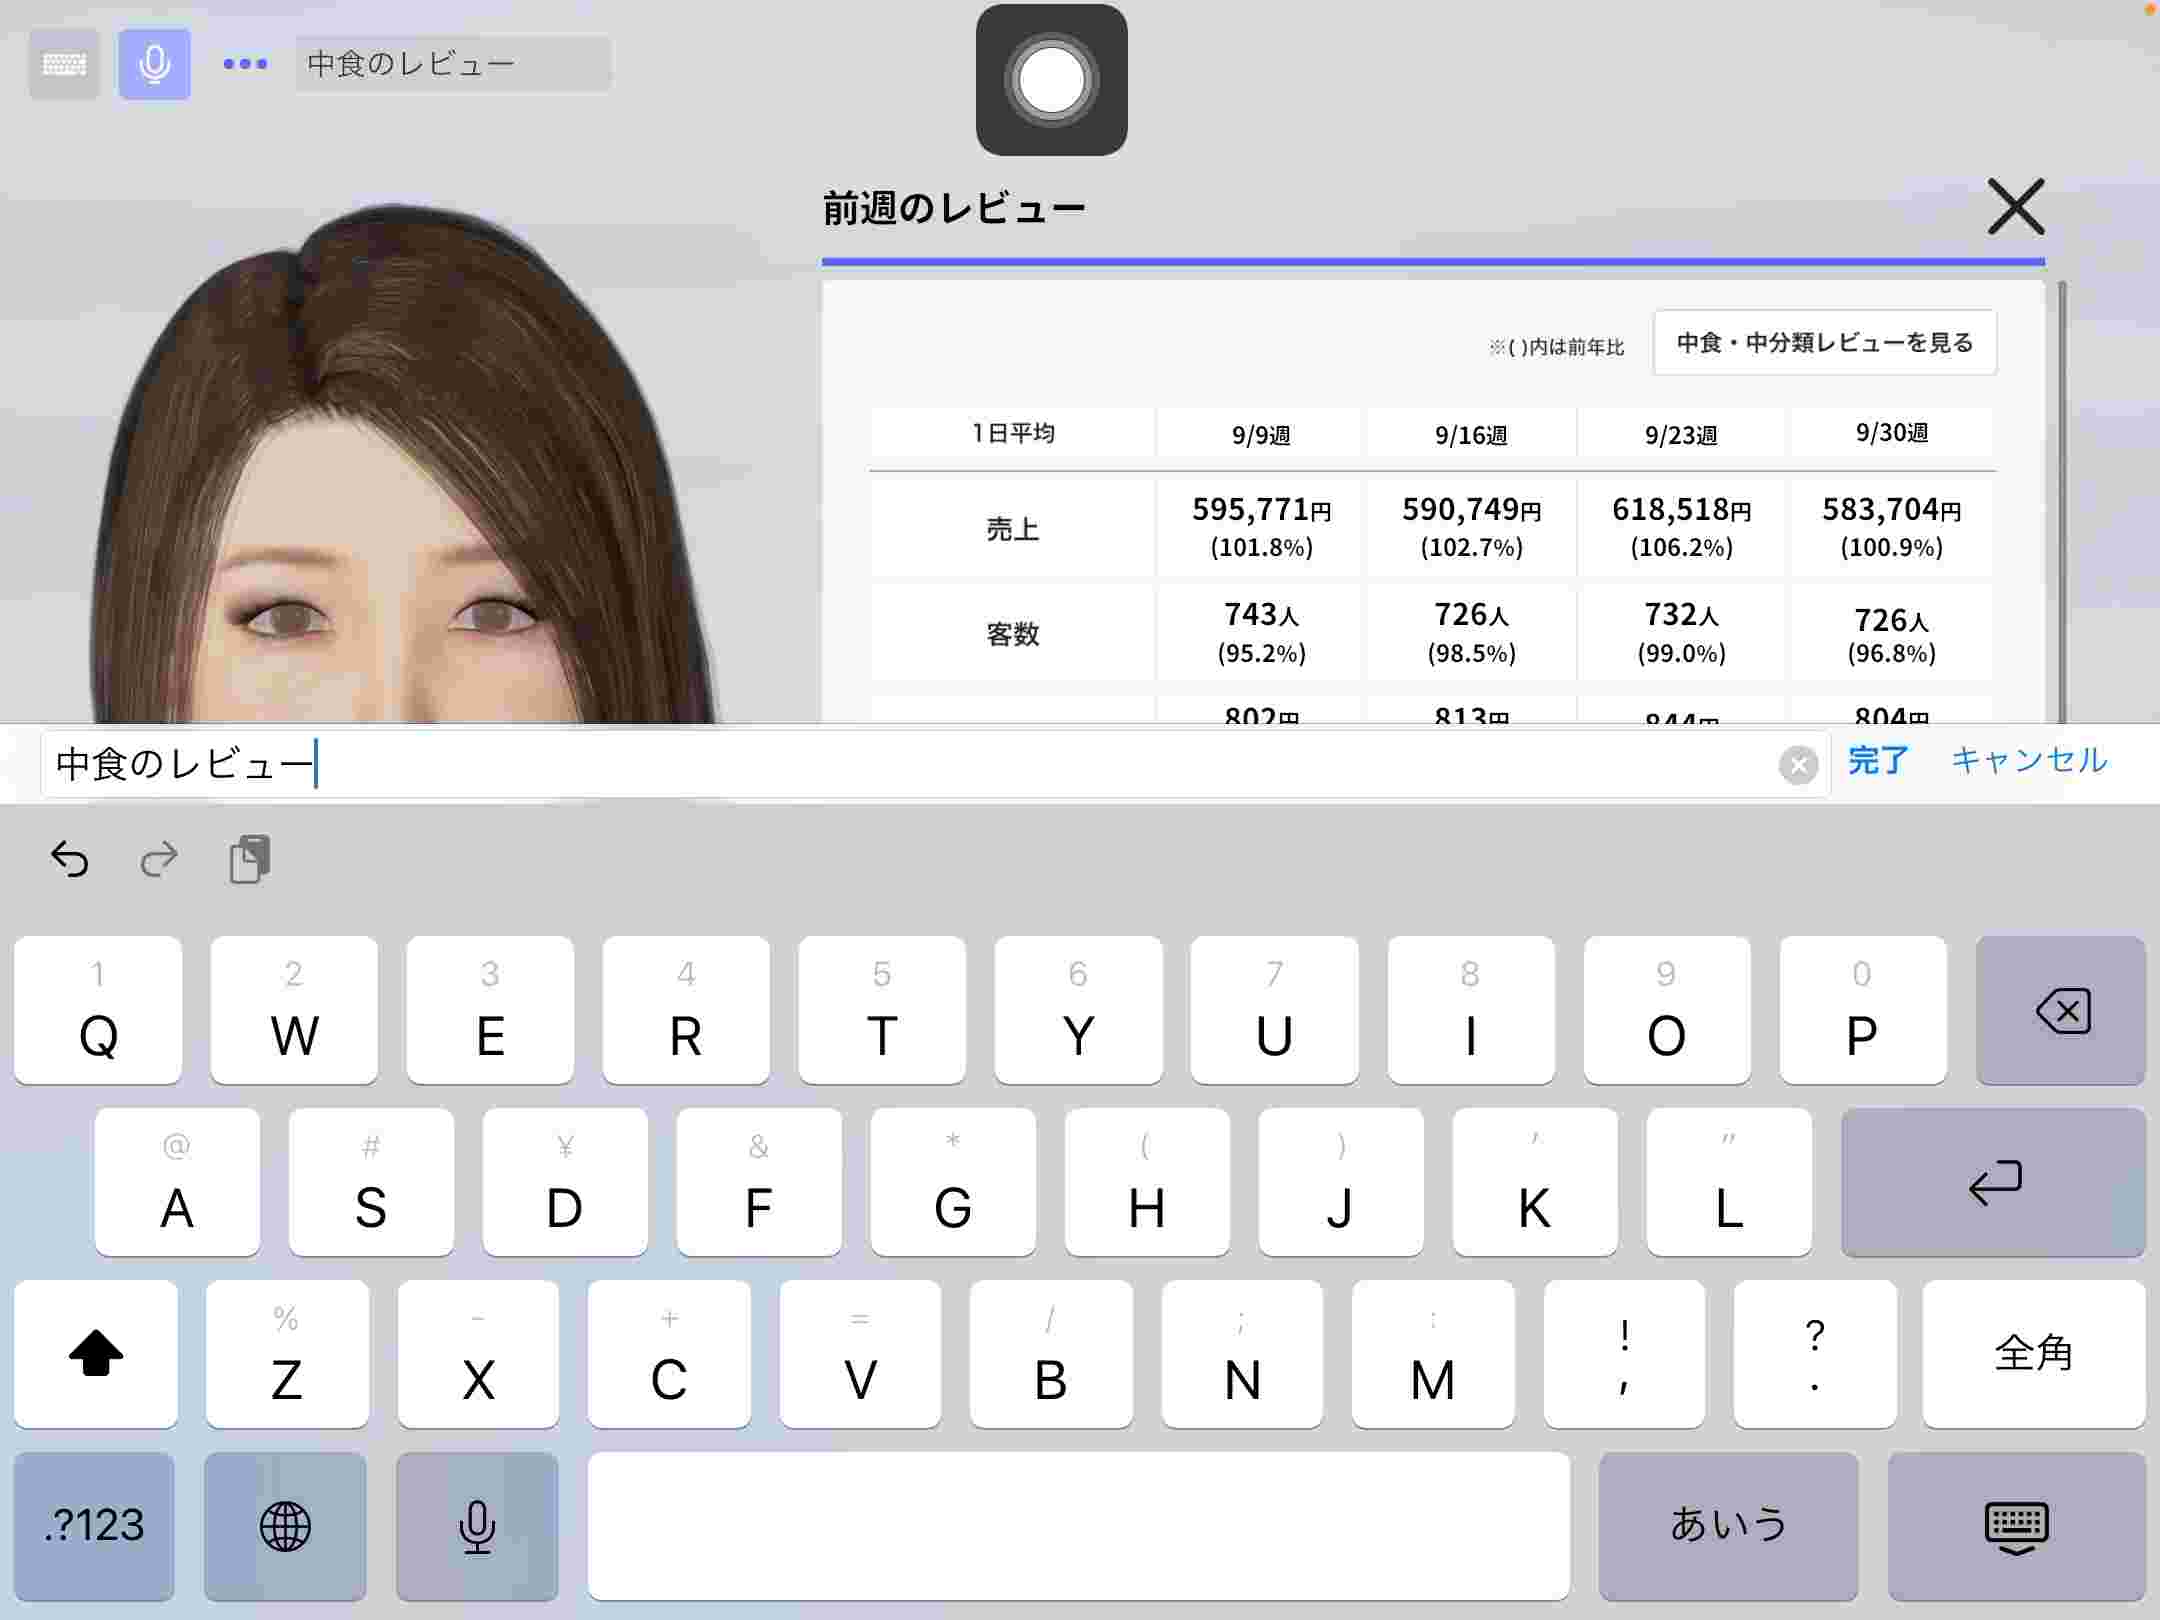 中食のレビュー
前週のレビュー
※( )内は前年比
中食・中分類レビューを見る
1日平均 9/9週 9/16週 9/23週 9/30週
売上 595,771円 590,749円 618,518円 583,704円
(101.8%) (102.7%) (106.2%) (100.9%)
客数 743人 726人 732人 726人
(95.2%) (98.5%) (99.0%) (96.8%)
802円 813円 844円 804円
中食のレビュー 完了 キャンセル
1 2 3 4 5 6 7 8 9 0
Q W E R T Y U I O P
@ # ¥ & * ( ) ' "
A S D F G H J K L
% - + = / ; : ! ?
Z X C V B N M , . 全角
.?123 あいう